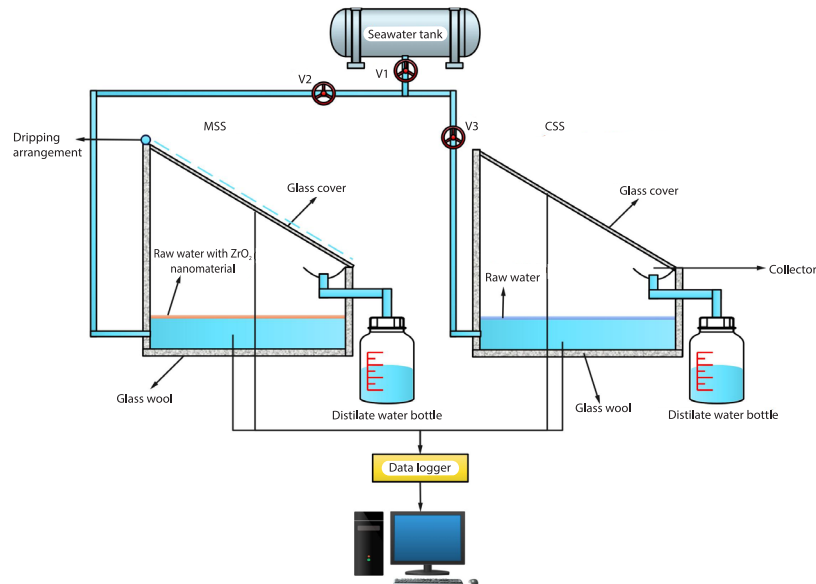 Seawater tank
V1
V2
V3
MSS
CSS
Dripping
arrangement
Glass cover
Glass cover
Raw water with ZrO₂
nanomaterial
Raw water
Collector
Glass wool
Distilate water bottle
Glass wool
Distilate water bottle
Data logger